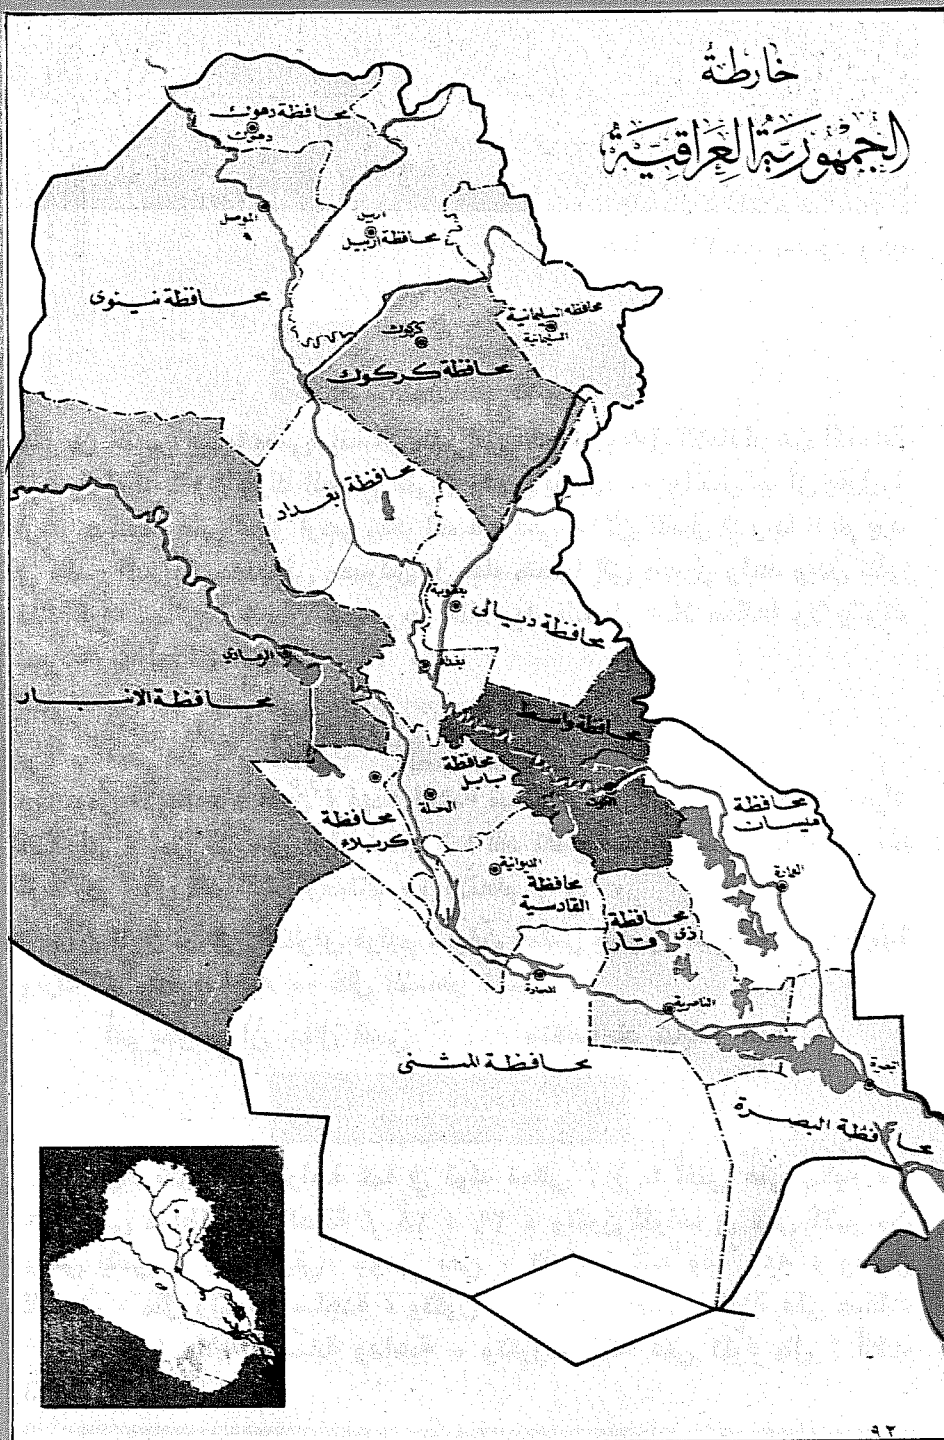 خارطة
الجمهورية العراقية
محافظة دهوك
دهوك
الموصل
اربيل
محافظة اربيل
محافظة نينوى
محافظة السليمانية
السليمانية
كركوك
محافظة كركوك
محافظة بغداد
بعقوبة
محافظة ديالى
بغداد
الرمادي
محافظة الانبار
محافظة واسط
الكوت
محافظة
بابل
الحلة
محافظة
كربلاء
محافظة
ميسان
العمارة
الديوانية
محافظة
القادسية
محافظة
ذي قار
السماوة
الناصرية
محافظة المثنى
البصرة
محافظة البصرة
٩٢